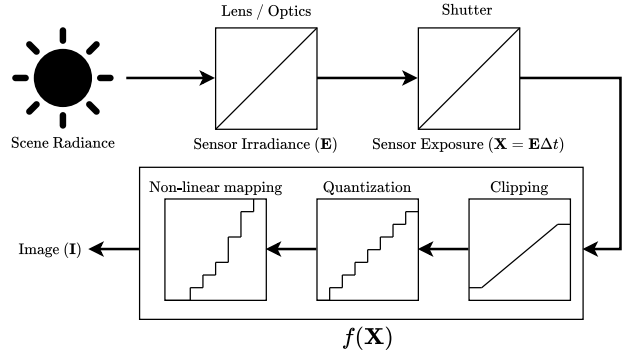 Lens / Optics
Shutter
Scene Radiance
Sensor Irradiance (E)
Sensor Exposure (X = EΔt)
Non-linear mapping
Quantization
Clipping
Image (I)
f(X)